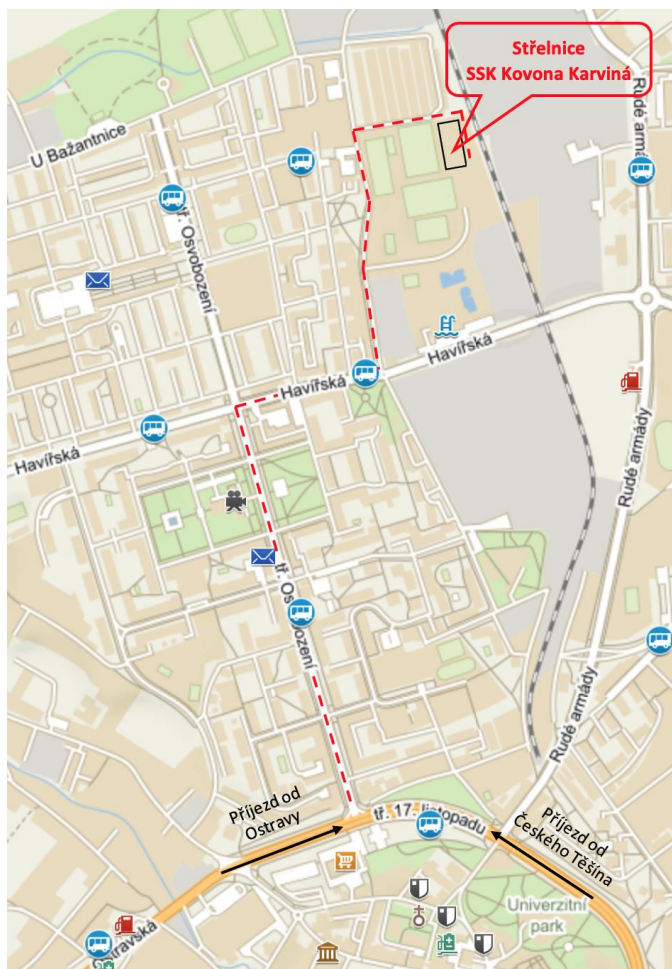 Střelnice
SSK Kovona Karviná
U Bažantnice
tř. Osvobození
Rudé armády
Havířská
Havířská
Havířská
Rudé armády
tř. Osvobození
Rudé armády
Příjezd od
Ostravy
tř. 17. listopadu
Příjezd od
Českého Těšína
Univerzitní
park
Ostravská